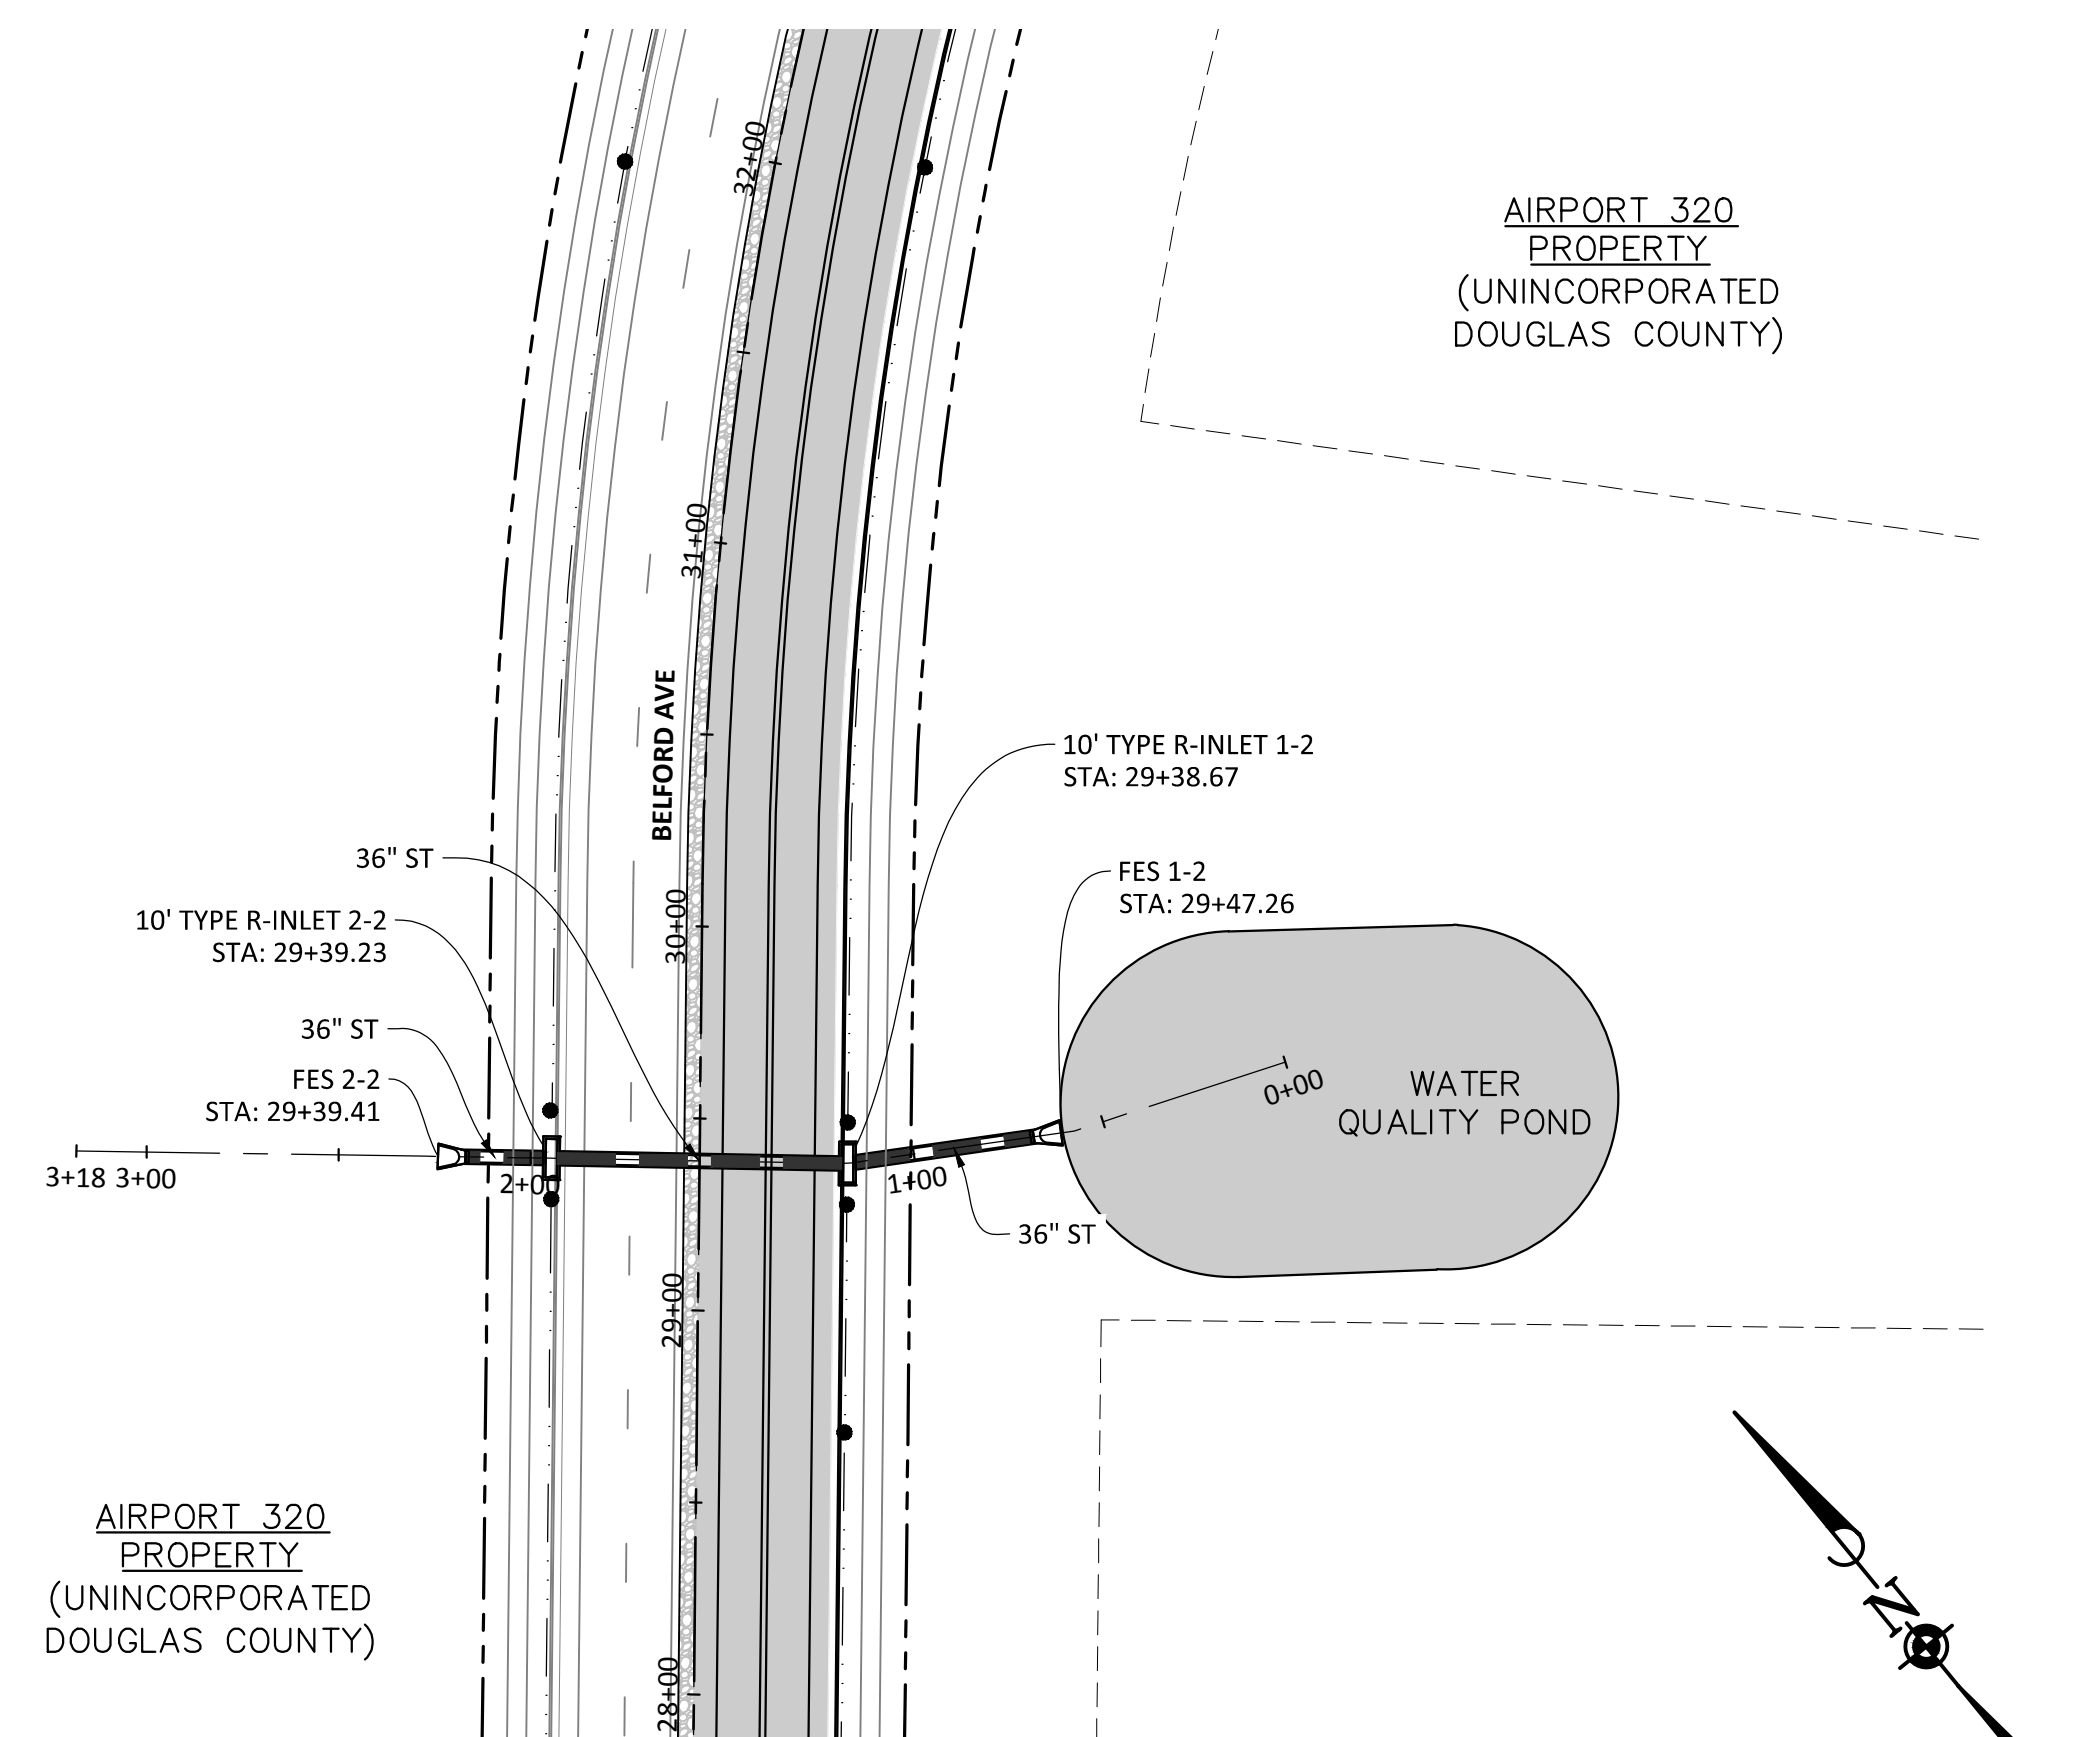 32+00
AIRPORT 320
PROPERTY
(UNINCORPORATED
DOUGLAS COUNTY)
31+00
BELFORD AVE
10' TYPE R-INLET 1-2
STA: 29+38.67
36" ST
FES 1-2
STA: 29+47.26
10' TYPE R-INLET 2-2
STA: 29+39.23
30+00
36" ST
FES 2-2
STA: 29+39.41
0+00
WATER
QUALITY POND
3+18 3+00
2+00
1+00
36" ST
29+00
AIRPORT 320
PROPERTY
(UNINCORPORATED
DOUGLAS COUNTY)
N
28+00